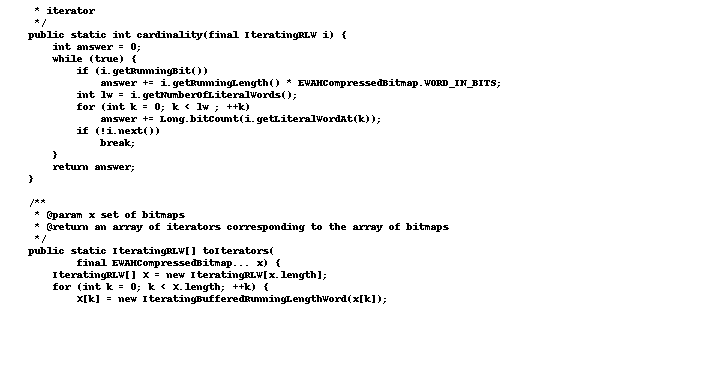 * iterator
 */
public static int cardinality(final IteratingRLW i) {
    int answer = 0;
    while (true) {
        if (i.getRunningBit())
            answer += i.getRunningLength() * EWAHCompressedBitmap.WORD_IN_BITS;
        int lw = i.getNumberOfLiteralWords();
        for (int k = 0; k < lw ; ++k)
            answer += Long.bitCount(i.getLiteralWordAt(k));
        if (!i.next())
            break;
    }
    return answer;
}
/**
 * @param x set of bitmaps
 * @return an array of iterators corresponding to the array of bitmaps
 */
public static IteratingRLW[] toIterators(
        final EWAHCompressedBitmap... x) {
    IteratingRLW[] X = new IteratingRLW[x.length];
    for (int k = 0; k < X.length; ++k) {
        X[k] = new IteratingBufferedRunningLengthWord(x[k]);